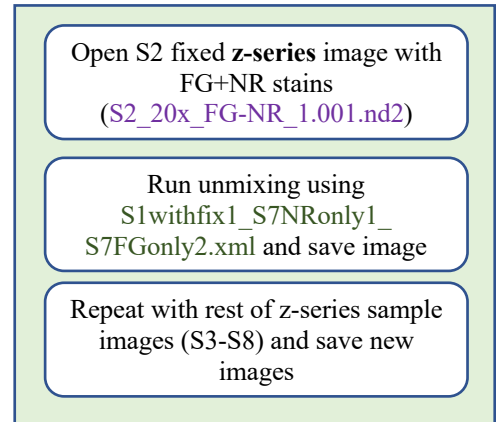 Open S2 fixed z-series image with
FG+NR stains
(S2_20x_FG-NR_1.001.nd2)
Run unmixing using
S1withfix1_S7NRonly1_
S7FGonly2.xml and save image
Repeat with rest of z-series sample
images (S3-S8) and save new
images